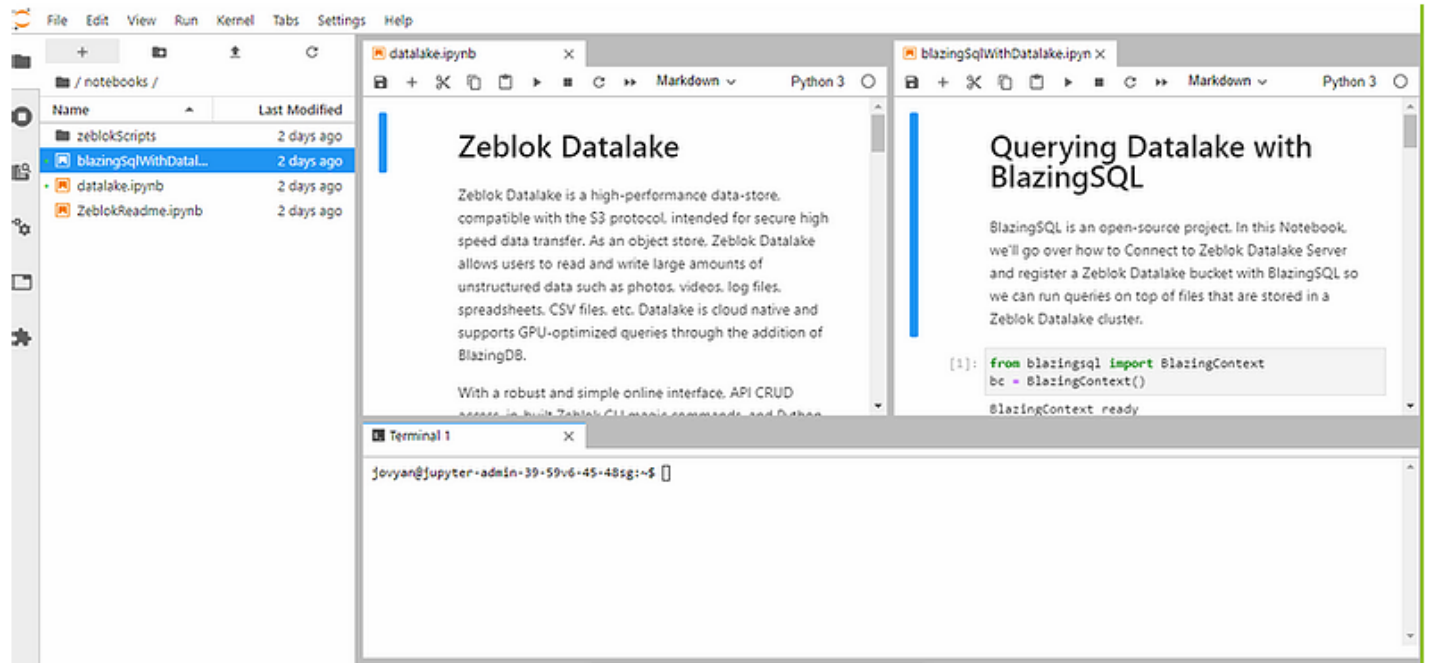 File Edit View Run Kernel Tabs Settings Help
/ notebooks /
Name Last Modified
zeblokScripts 2 days ago
blazingSqlWithDatal... 2 days ago
datalake.ipynb 2 days ago
ZeblokReadme.ipynb 2 days ago
datalake.ipynb
Markdown Python 3
Zeblok Datalake
Zeblok Datalake is a high-performance data-store,
compatible with the S3 protocol, intended for secure high
speed data transfer. As an object store, Zeblok Datalake
allows users to read and write large amounts of
unstructured data such as photos, videos, log files,
spreadsheets, CSV files, etc. Datalake is cloud native and
supports GPU-optimized queries through the addition of
BlazingDB.
With a robust and simple online interface, API CRUD
access, in-built Zeblok CLI magic commands, and Python
blazingSqlWithDatalake.ipyn
Markdown Python 3
Querying Datalake with
BlazingSQL
BlazingSQL is an open-source project. In this Notebook,
we'll go over how to Connect to Zeblok Datalake Server
and register a Zeblok Datalake bucket with BlazingSQL so
we can run queries on top of files that are stored in a
Zeblok Datalake cluster.
[1]: from blazingsql import BlazingContext
bc = BlazingContext()
BlazingContext ready
Terminal 1
jovyan@jupyter-admin-39-59v6-45-48sg:~$